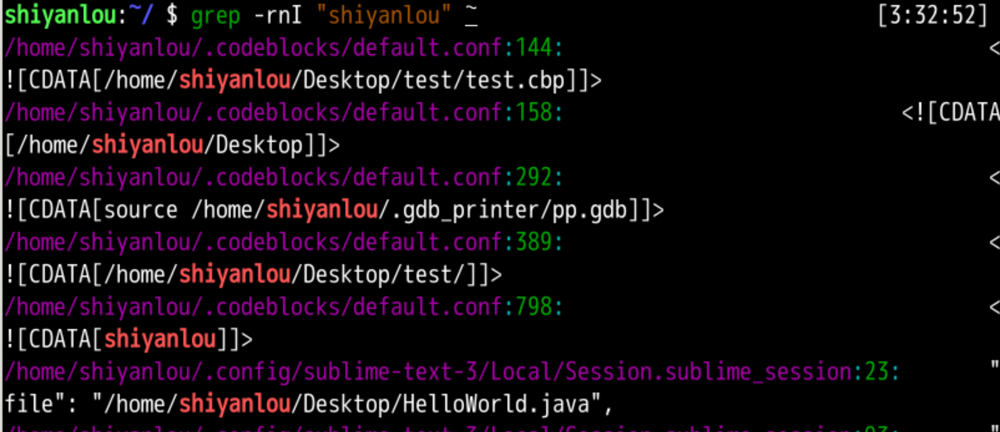 shiyanlou:~/ $ grep -rnI "shiyanlou" ~ [3:32:52]
/home/shiyanlou/.codeblocks/default.conf:144: <
![CDATA[/home/shiyanlou/Desktop/test/test.cbp]]>
/home/shiyanlou/.codeblocks/default.conf:158: <![CDATA
[/home/shiyanlou/Desktop]]>
/home/shiyanlou/.codeblocks/default.conf:292: <
![CDATA[source /home/shiyanlou/.gdb_printer/pp.gdb]]>
/home/shiyanlou/.codeblocks/default.conf:389: <
![CDATA[/home/shiyanlou/Desktop/test/]]>
/home/shiyanlou/.codeblocks/default.conf:798: <
![CDATA[shiyanlou]]>
/home/shiyanlou/.config/sublime-text-3/Local/Session.sublime_session:23: "
file": "/home/shiyanlou/Desktop/HelloWorld.java",